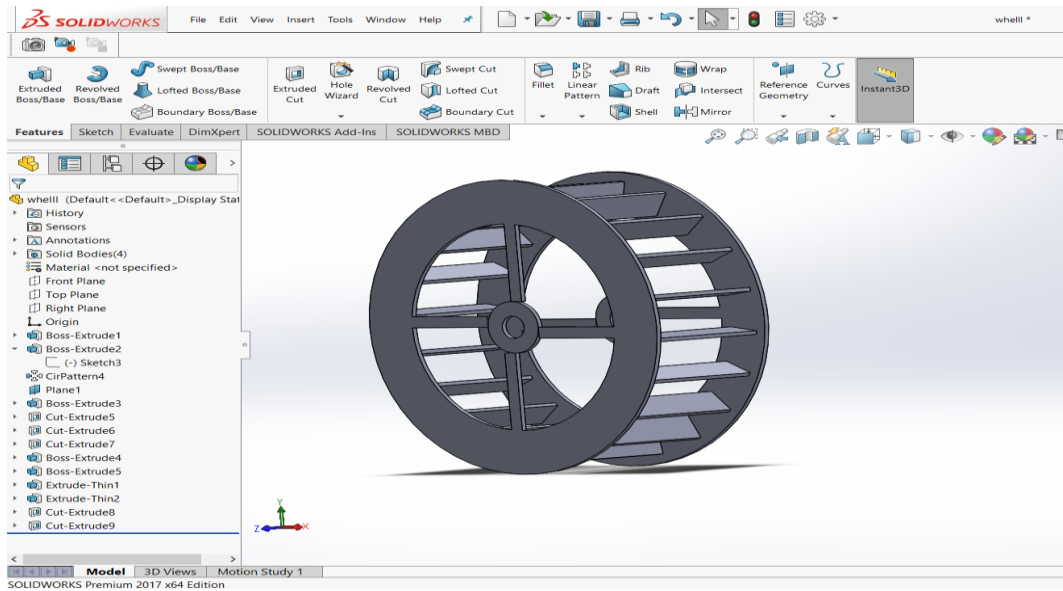 SOLIDWORKS File Edit View Insert Tools Window Help whelll *
Extruded Boss/Base
Revolved Boss/Base
Swept Boss/Base
Lofted Boss/Base
Boundary Boss/Base
Extruded Cut
Hole Wizard
Revolved Cut
Swept Cut
Lofted Cut
Boundary Cut
Fillet
Linear Pattern
Rib
Draft
Shell
Wrap
Intersect
Mirror
Reference Geometry
Curves
Instant3D
Features Sketch Evaluate DimXpert SOLIDWORKS Add-Ins SOLIDWORKS MBD
whelll (Default<<Default>_Display Stat
History
Sensors
Annotations
Solid Bodies(4)
Material <not specified>
Front Plane
Top Plane
Right Plane
Origin
Boss-Extrude1
Boss-Extrude2
(-) Sketch3
CirPattern4
Plane1
Boss-Extrude3
Cut-Extrude5
Cut-Extrude6
Cut-Extrude7
Boss-Extrude4
Boss-Extrude5
Extrude-Thin1
Extrude-Thin2
Cut-Extrude8
Cut-Extrude9
Y
Z X
Model 3D Views Motion Study 1
SOLIDWORKS Premium 2017 x64 Edition